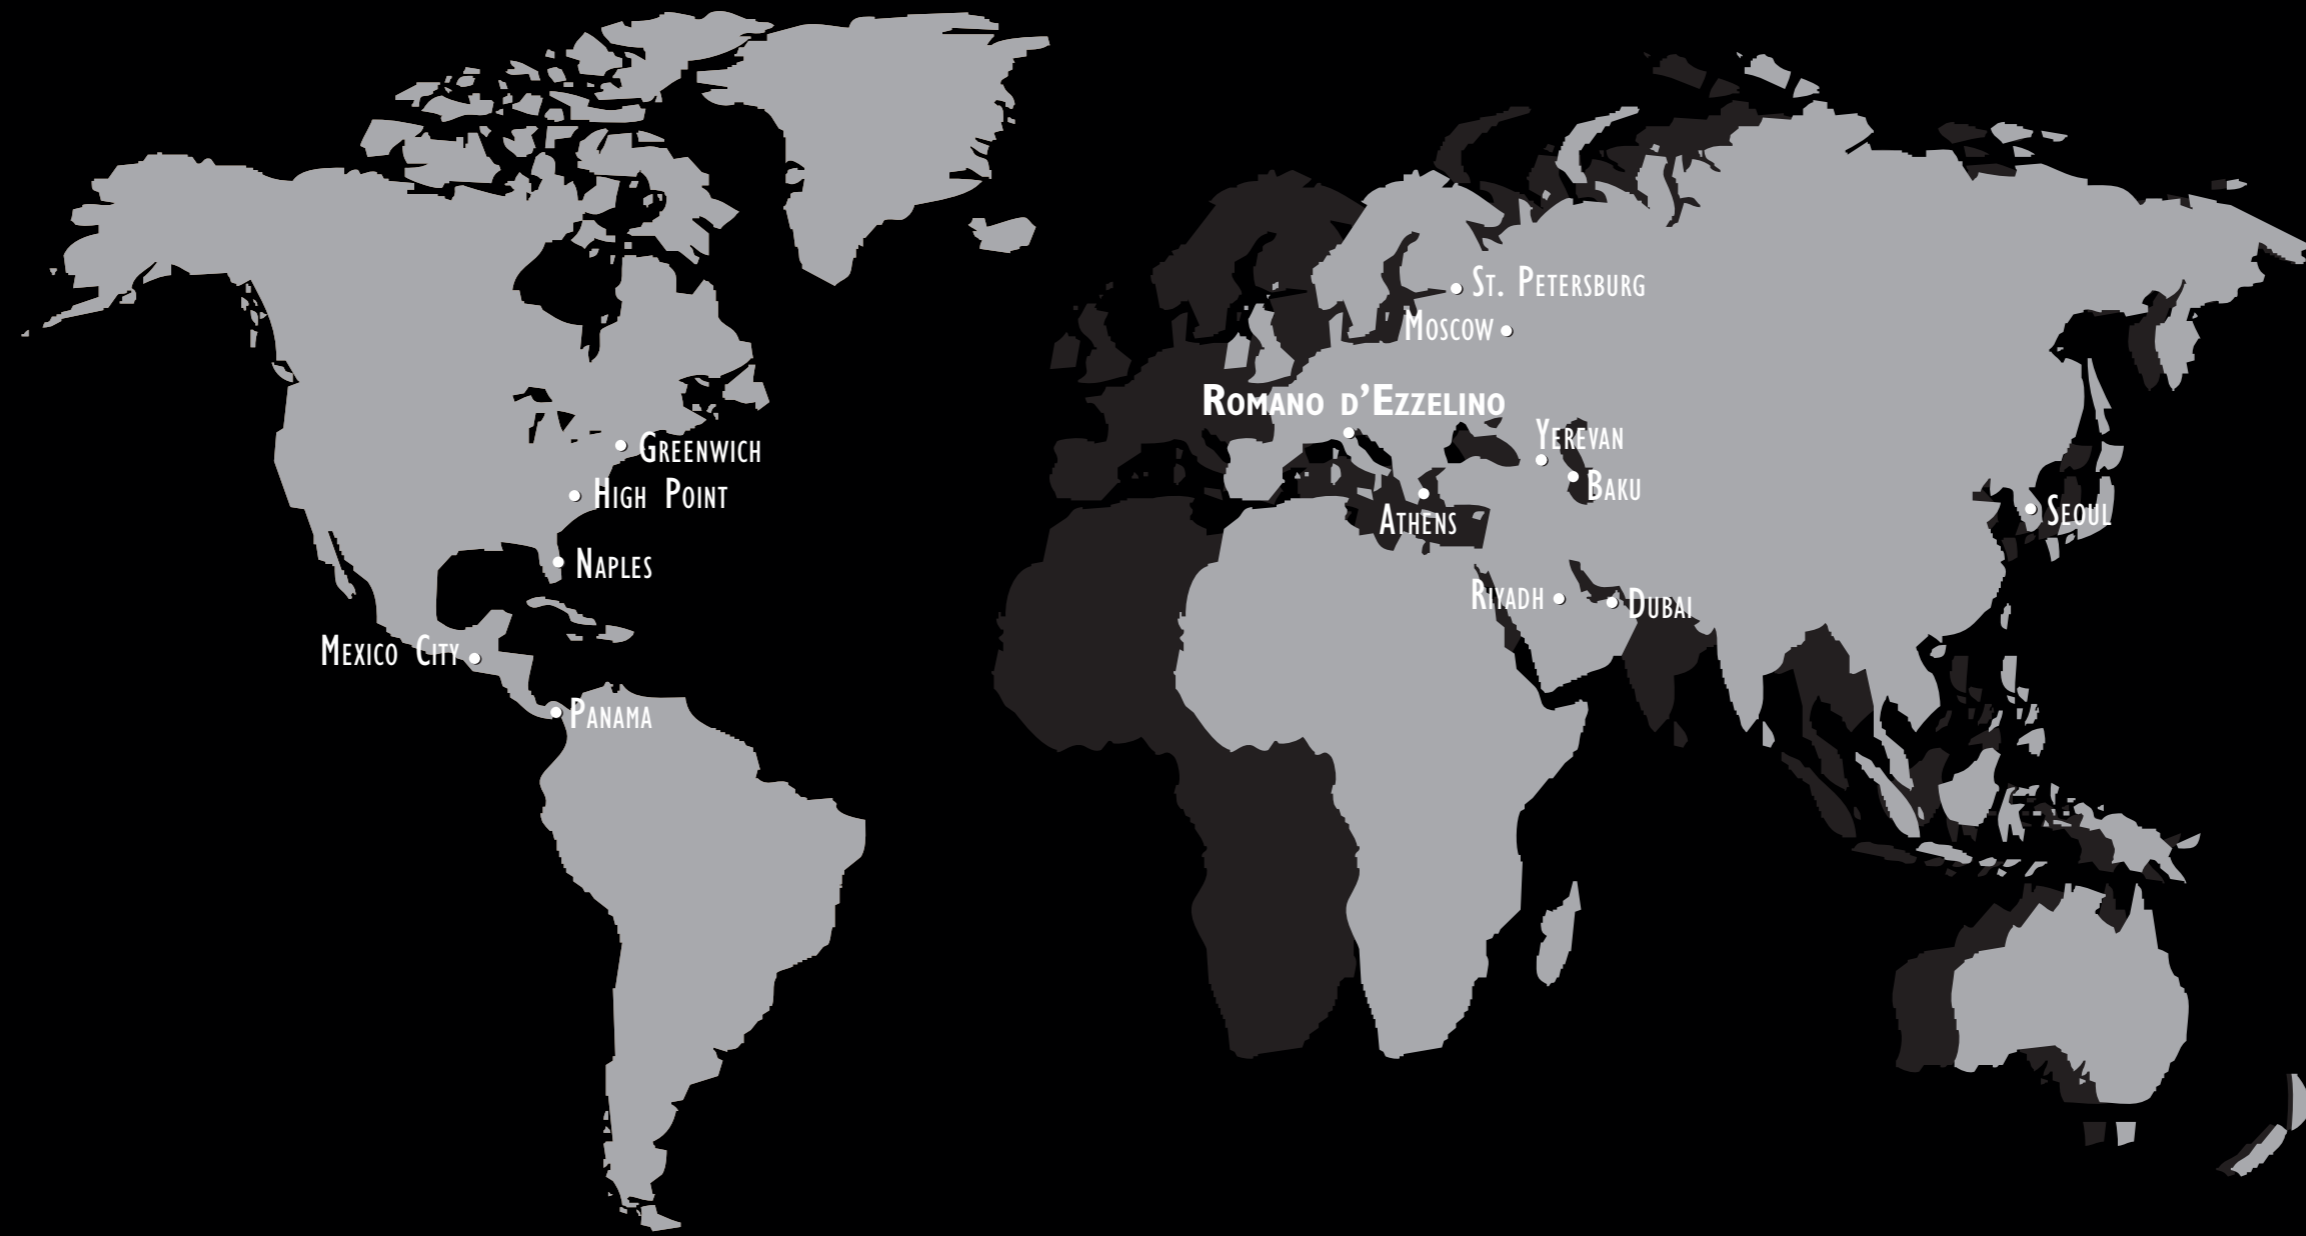 St. Petersburg
Moscow
Romano d’Ezzelino
Yerevan
Greenwich
Baku
High Point
Seoul
Athens
Naples
Riyadh
Dubai
Mexico City
Panama